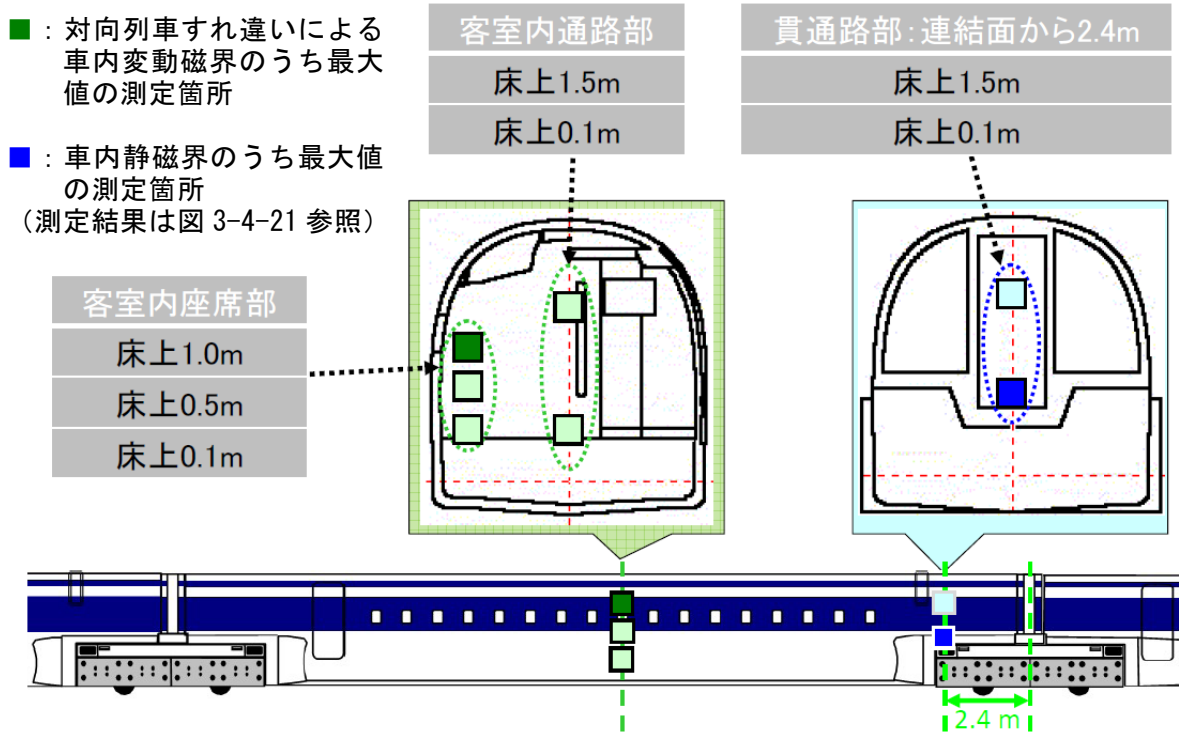 ■：対向列車すれ違いによる
車内変動磁界のうち最大
値の測定箇所
■：車内静磁界のうち最大値
の測定箇所
（測定結果は図 3-4-21 参照）
客室内通路部
床上1.5m
床上0.1m
貫通路部：連結面から2.4m
床上1.5m
床上0.1m
客室内座席部
床上1.0m
床上0.5m
床上0.1m
2.4 m